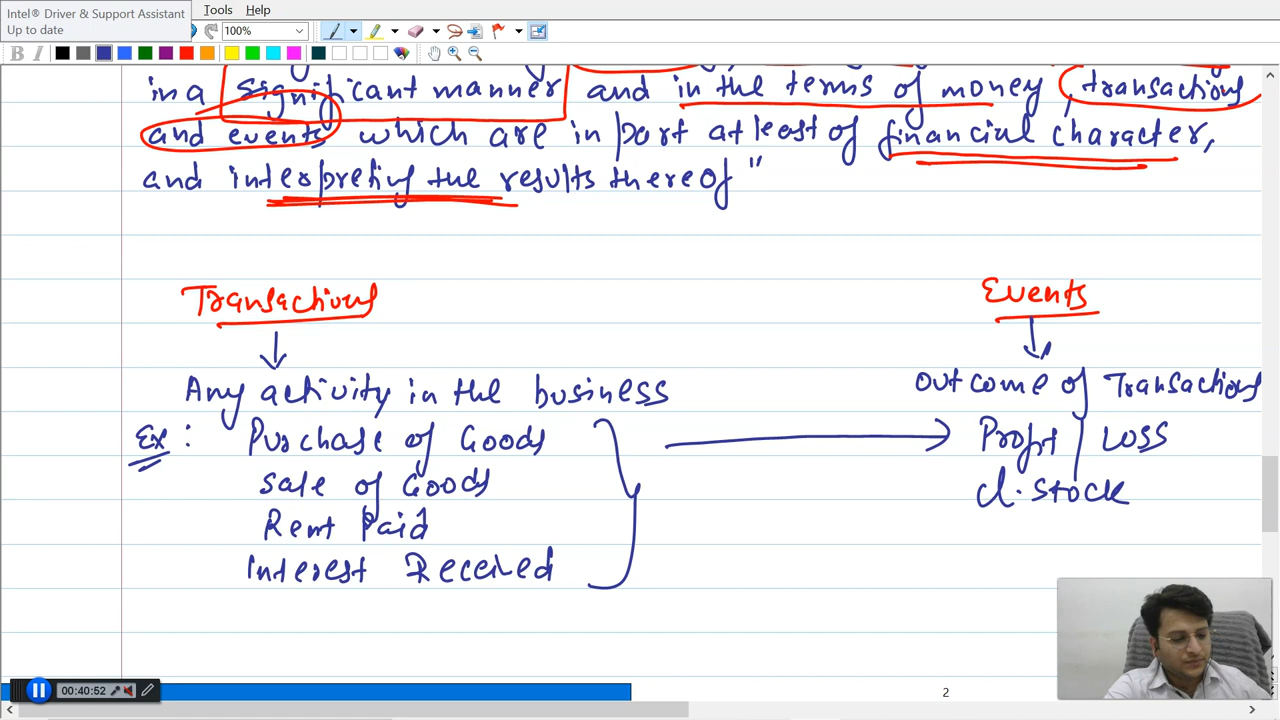 Intel® Driver & Support Assistant
Up to date
Tools Help
100%
B I
in a significant manner and in the terms of money, transactions
and events which are in part at least of financial character,
and interpreting the results thereof"
Transactions
Events
Any activity in the business
Outcome of Transactions
Ex: Purchase of Goods
Profit / Loss
Sale of Goods
Cl. Stock
Rent Paid
Interest Received
00:40:52
2